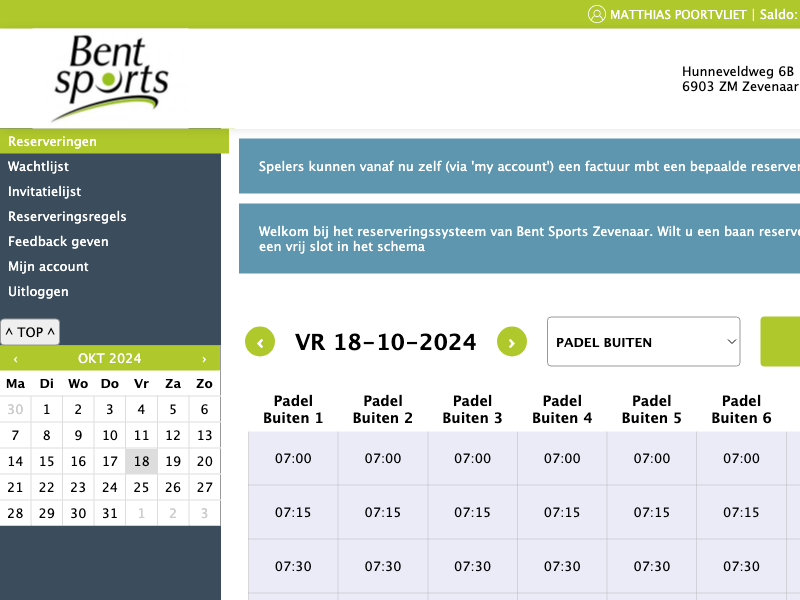 MATTHIAS POORTVLIET | Saldo:
Bent
sports
Hunneveldweg 6B
6903 ZM Zevenaar
Reserveringen
Wachtlijst
Invitatielijst
Reserveringsregels
Feedback geven
Mijn account
Uitloggen
Spelers kunnen vanaf nu zelf (via 'my account') een factuur mbt een bepaalde
Welkom bij het reserveringssysteem van Bent Sports Zevenaar. Wilt u een baan
een vrij slot in het schema
^ TOP ^
‹ OKT 2024 ›
Ma Di Wo Do Vr Za Zo
30 1 2 3 4 5 6
7 8 9 10 11 12 13
14 15 16 17 18 19 20
21 22 23 24 25 26 27
28 29 30 31 1 2 3
‹ VR 18-10-2024 › PADEL BUITEN
Padel Padel Padel Padel Padel Padel
Buiten 1 Buiten 2 Buiten 3 Buiten 4 Buiten 5 Buiten 6
07:00 07:00 07:00 07:00 07:00 07:00
07:15 07:15 07:15 07:15 07:15 07:15
07:30 07:30 07:30 07:30 07:30 07:30